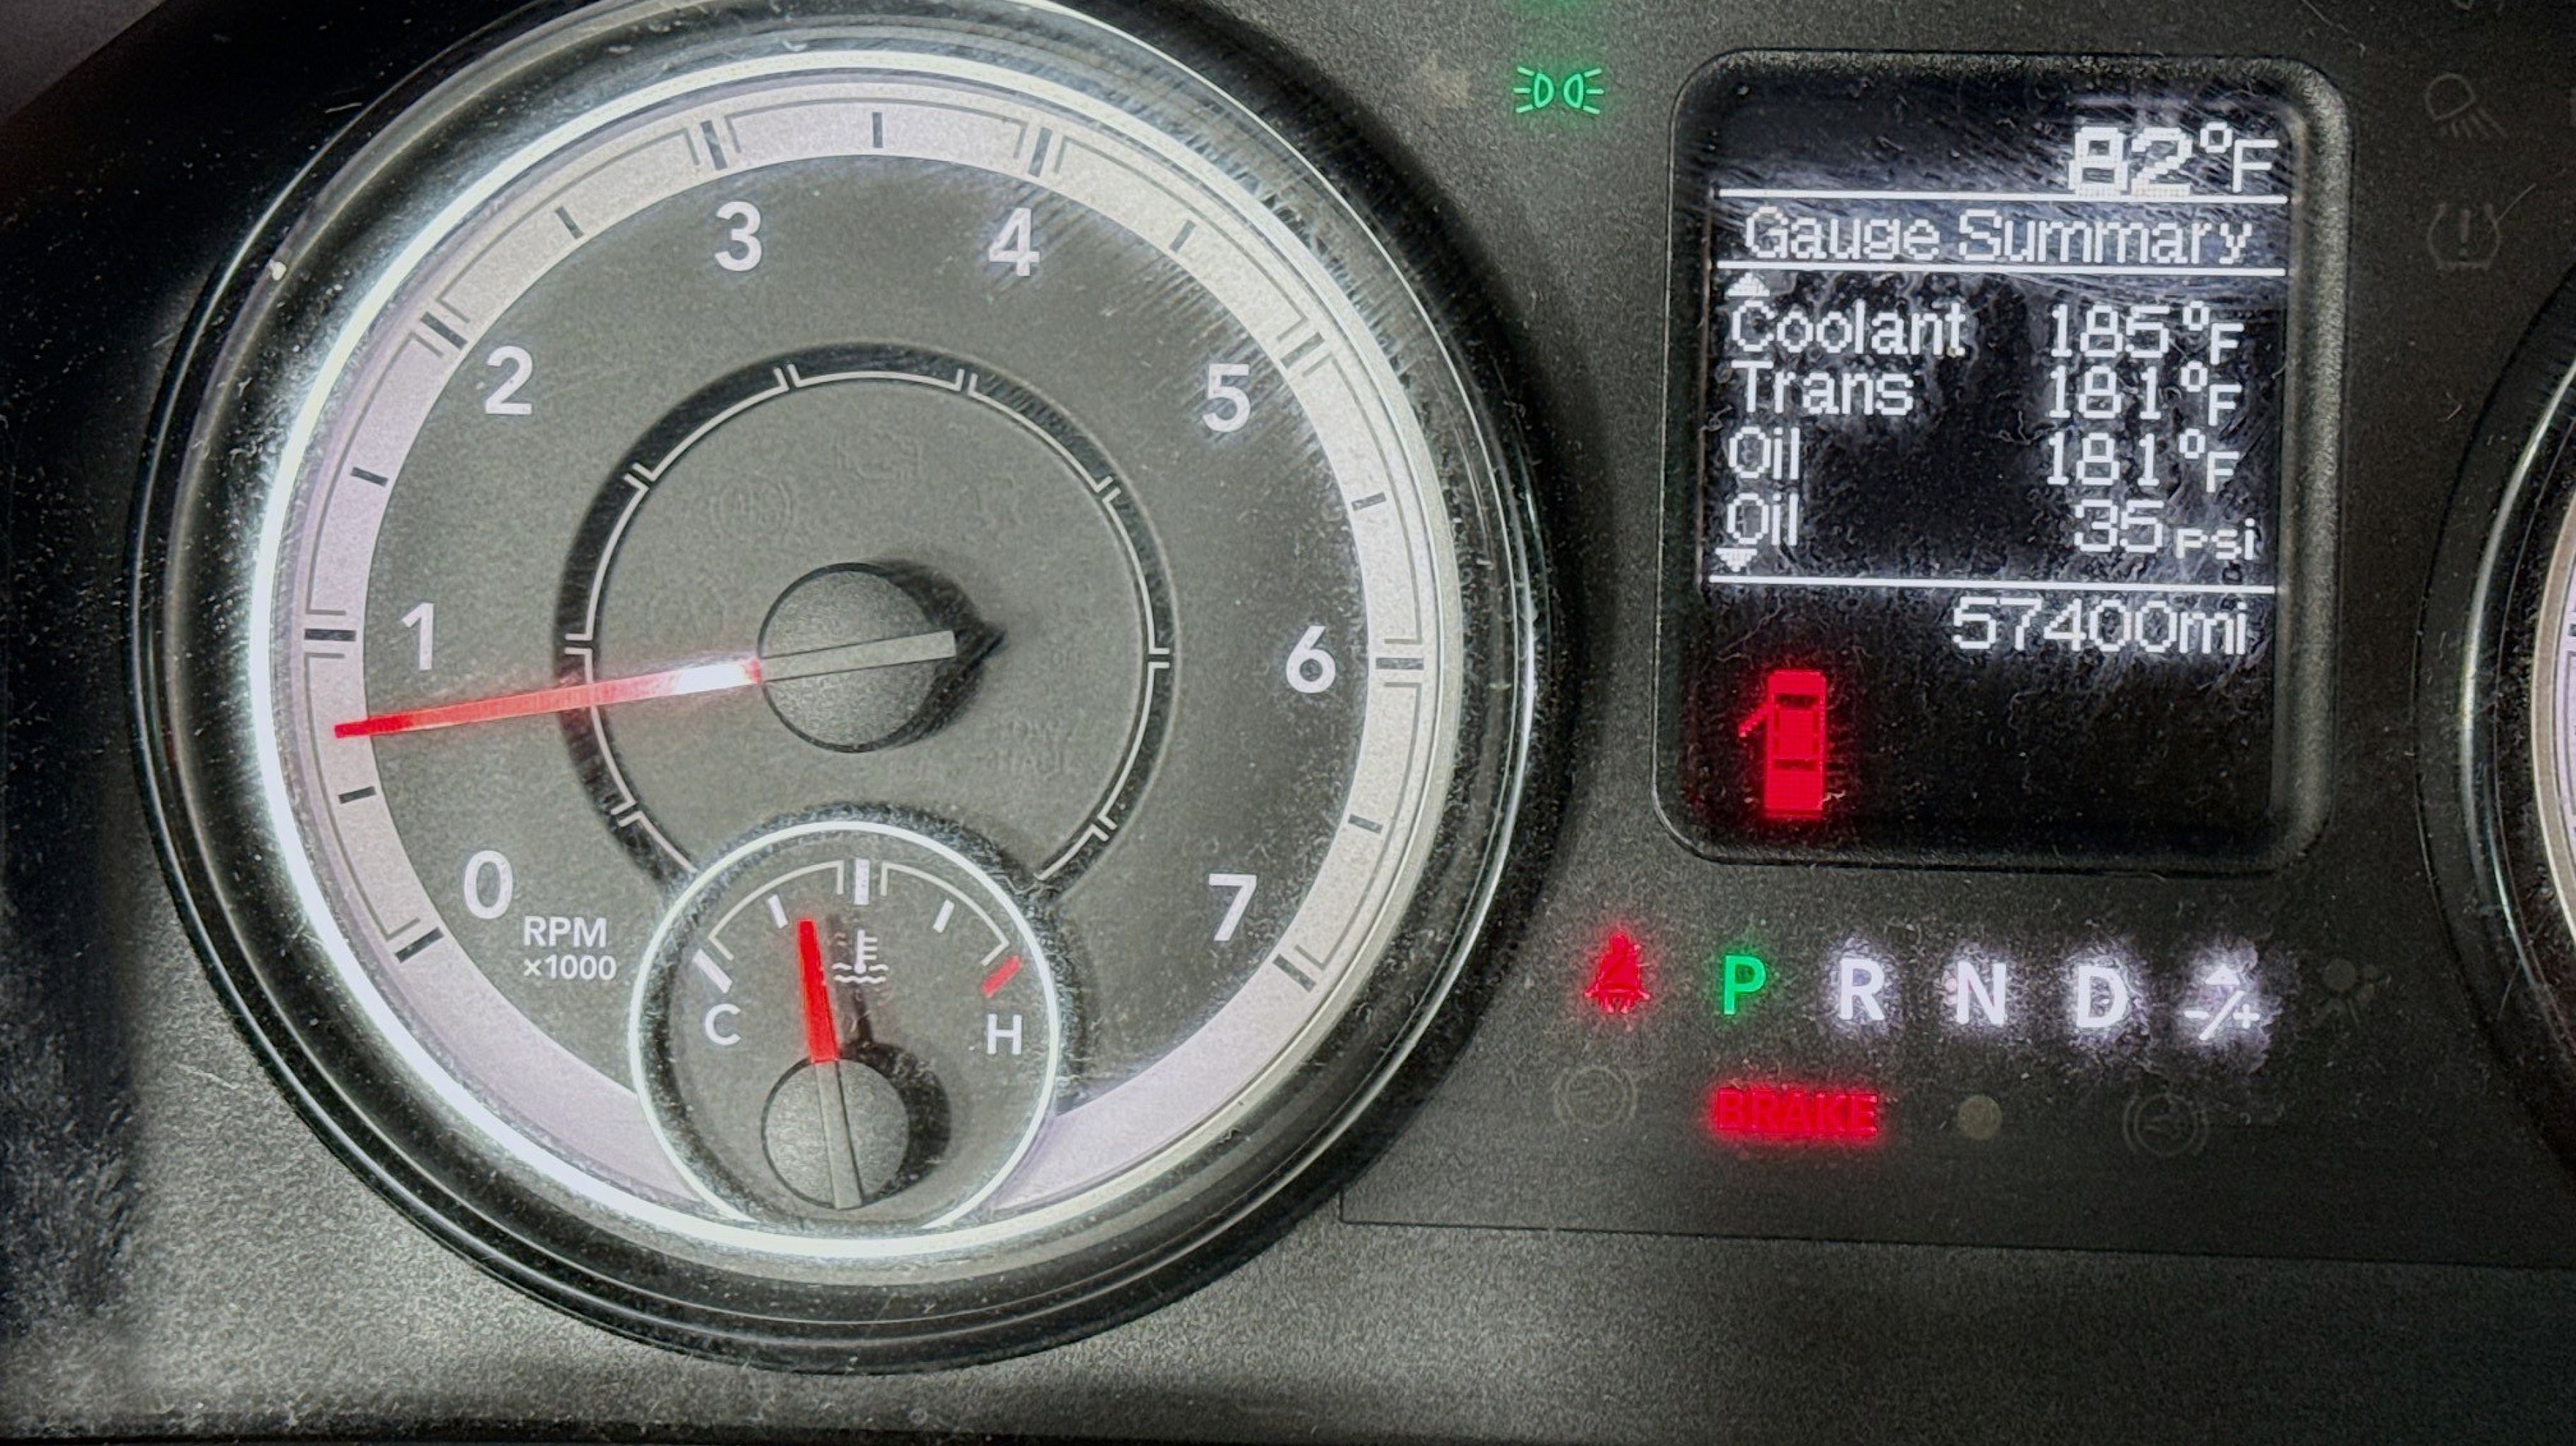 82°F
Gauge Summary
Coolant 185°F
Trans 181°F
Oil 181°F
Oil 35 psi
57400mi
0
1
2
3
4
5
6
7
RPM
×1000
C
H
P R N D -/+
BRAKE